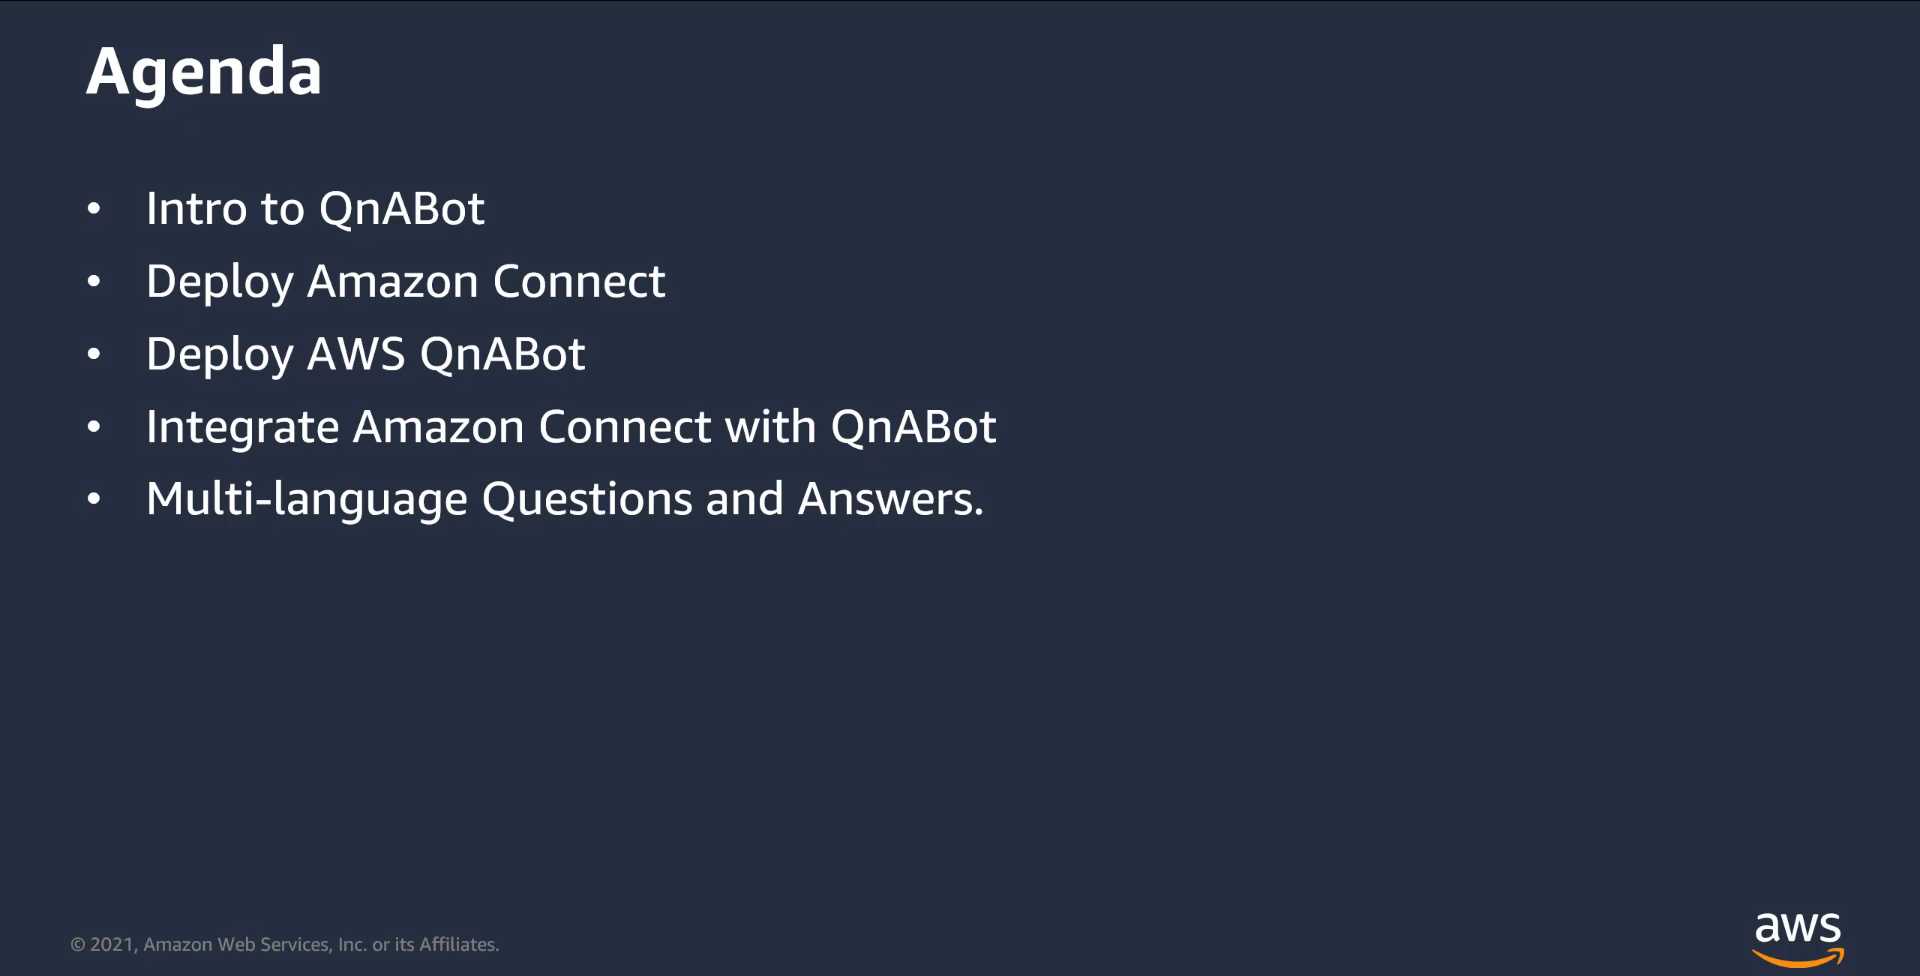 Agenda
• Intro to QnABot
• Deploy Amazon Connect
• Deploy AWS QnABot
• Integrate Amazon Connect with QnABot
• Multi-language Questions and Answers.
© 2021, Amazon Web Services, Inc. or its Affiliates.
aws